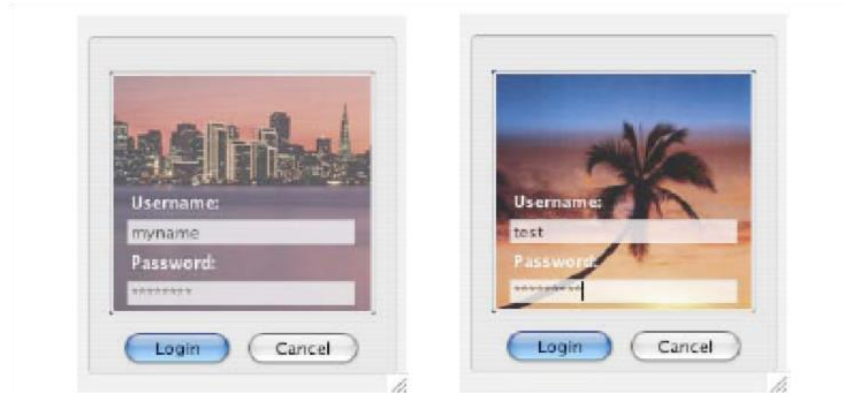 Username:
myname
Password:
********
Login Cancel
Username:
test
Password:
*********
Login Cancel